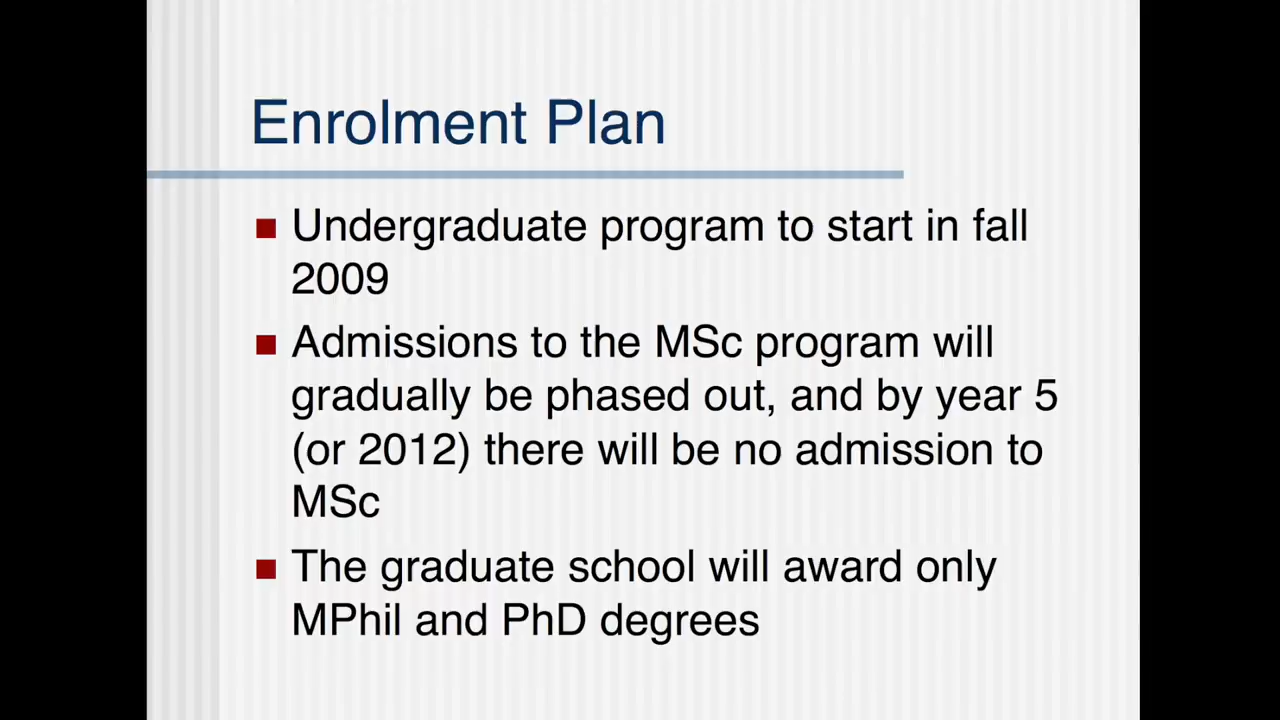 Enrolment Plan
Undergraduate program to start in fall
2009
Admissions to the MSc program will
gradually be phased out, and by year 5
(or 2012) there will be no admission to
MSc
The graduate school will award only
MPhil and PhD degrees